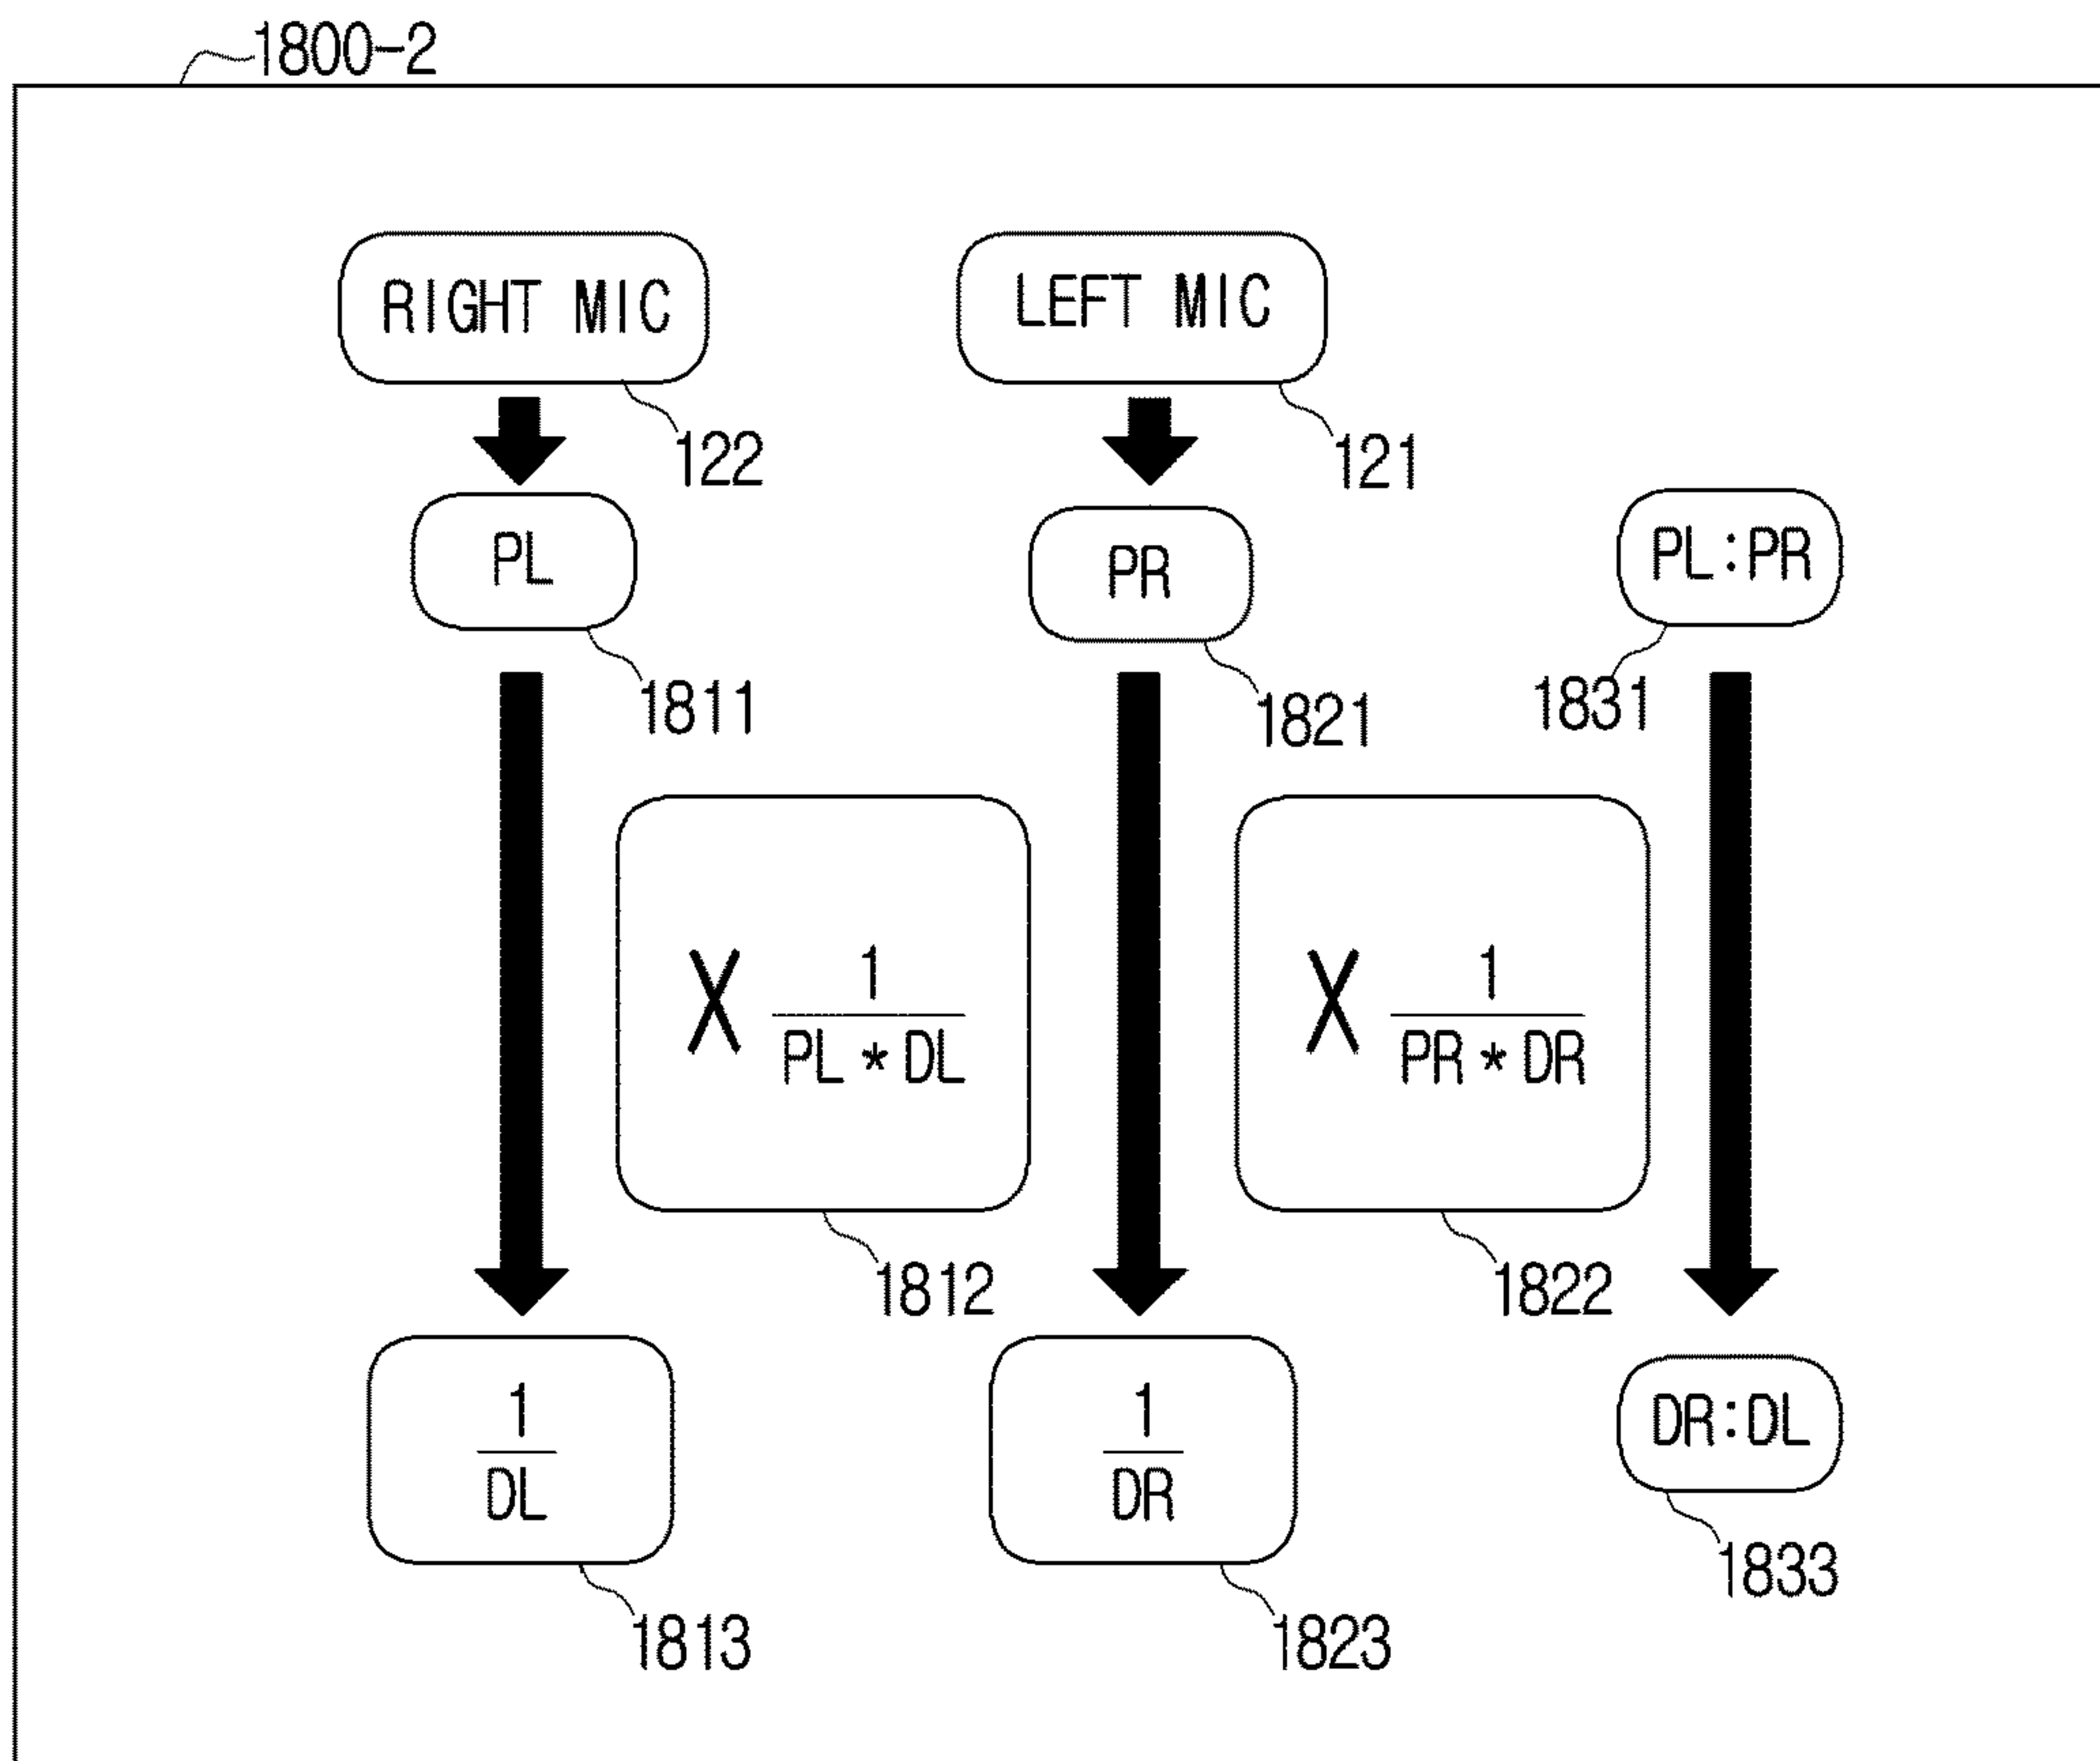 1800-2
RIGHT MIC
LEFT MIC
122
121
PL
PR
PL:PR
1811
1821
1831
X 1
PL * DL
X 1
PR * DR
1812
1822
1
DL
1
DR
DR:DL
1833
1813
1823